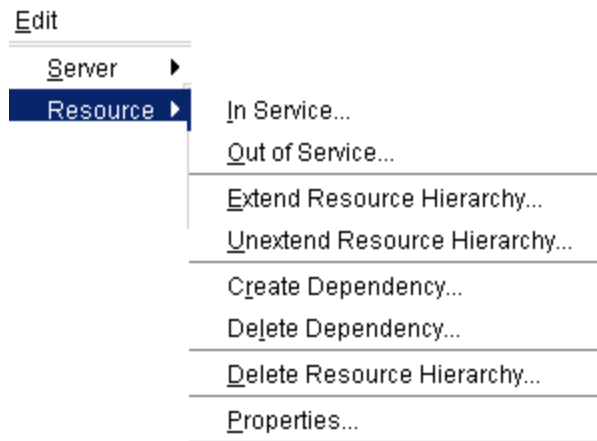 Edit
Server
Resource
In Service...
Out of Service...
Extend Resource Hierarchy...
Unextend Resource Hierarchy...
Create Dependency...
Delete Dependency...
Delete Resource Hierarchy...
Properties...